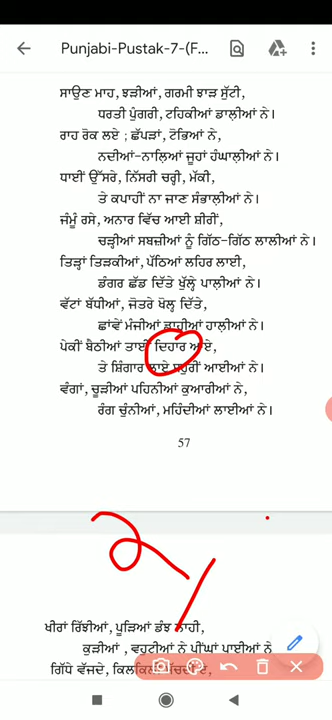 Punjabi-Pustak-7-(F...
ਸਾਉਣ ਮਾਹ, ਝੜੀਆਂ, ਗਰਮੀ ਝਾੜ ਸੁੱਟੀ,
ਧਰਤੀ ਪੁੰਗਰੀ, ਟਹਿਕੀਆਂ ਡਾਲ਼ੀਆਂ ਨੇ।
ਰਾਹ ਰੋਕ ਲਏ ; ਛੱਪੜਾਂ, ਟੋਭਿਆਂ ਨੇ,
ਨਦੀਆਂ-ਨਾਲ਼ਿਆਂ ਜੂਹਾਂ ਹੰਘਾਲ਼ੀਆਂ ਨੇ।
ਧਾਈਂ ਉੱਸਰੇ, ਨਿੱਸਰੀ ਚਰ੍ਹੀ, ਮੱਕੀ,
ਤੇ ਕਪਾਹੀਂ ਨਾ ਜਾਣ ਸੰਭਾਲ਼ੀਆਂ ਨੇ।
ਜੰਮੂੰ ਰਸੇ, ਅਨਾਰ ਵਿੱਚ ਆਈ ਸ਼ੀਰੀਂ,
ਚੜ੍ਹੀਆਂ ਸਬਜ਼ੀਆਂ ਨੂੰ ਗਿੱਠ-ਗਿੱਠ ਲਾਲੀਆਂ ਨੇ।
ਤਿੜ੍ਹਾਂ ਤਿੜਕੀਆਂ, ਪੱਠਿਆਂ ਲਹਿਰ ਲਾਈ,
ਡੰਗਰ ਛੱਡ ਦਿੱਤੇ ਖੁੱਲ੍ਹੇ ਪਾਲ਼ੀਆਂ ਨੇ।
ਵੱਟਾਂ ਬੱਧੀਆਂ, ਜੋਤਰੇ ਖੋਲ੍ਹ ਦਿੱਤੇ,
ਛਾਂਵੇਂ ਮੰਜੀਆਂ ਡਾਹੀਆਂ ਹਾਲ਼ੀਆਂ ਨੇ।
ਪੇਕੀਂ ਬੈਠੀਆਂ ਤਾਈਂ ਦਿਹਾਰ ਆਏ,
ਤੇ ਸ਼ਿੰਗਾਰ ਲਾਏ ਸਹੁਰੀਂ ਆਈਆਂ ਨੇ।
ਵੰਗਾਂ, ਚੂੜੀਆਂ ਪਹਿਨੀਆਂ ਕੁਆਰੀਆਂ ਨੇ,
ਰੰਗ ਚੁੰਨੀਆਂ, ਮਹਿੰਦੀਆਂ ਲਾਈਆਂ ਨੇ।
57
ਖੀਰਾਂ ਰਿੱਝੀਆਂ, ਪੂੜਿਆਂ ਡੰਝ ਲਾਹੀ,
ਕੁੜੀਆਂ , ਵਹੁਟੀਆਂ ਨੇ ਪੀਂਘਾਂ ਪਾਈਆਂ ਨੇ
ਗਿੱਧੇ ਵੱਜਦੇ,